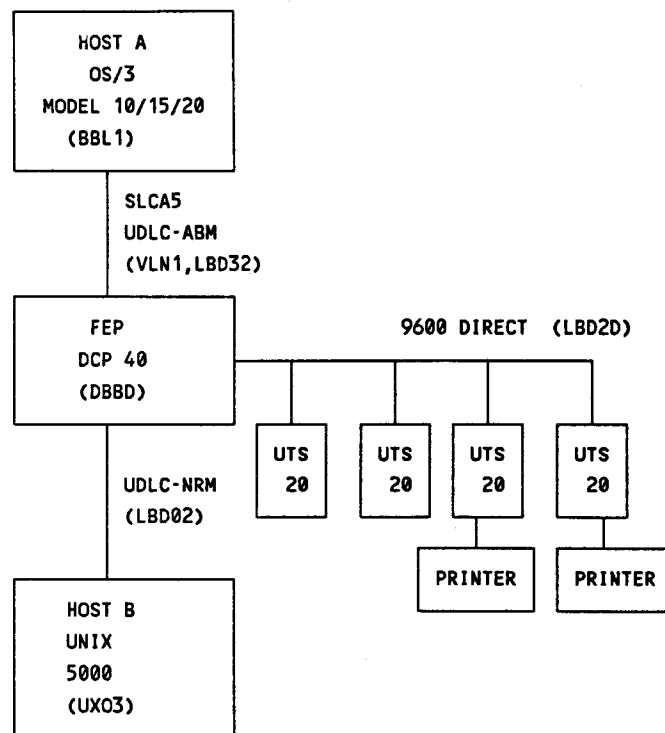 HOST A
OS/3
MODEL 10/15/20
(BBL1)
SLCA5
UDLC-ABM
(VLN1,LBD32)
FEP
DCP 40
(DBBD)
9600 DIRECT (LBD2D)
UTS
20
UTS
20
UTS
20
UTS
20
UDLC-NRM
(LBD02)
PRINTER
PRINTER
HOST B
UNIX
5000
(UXO3)